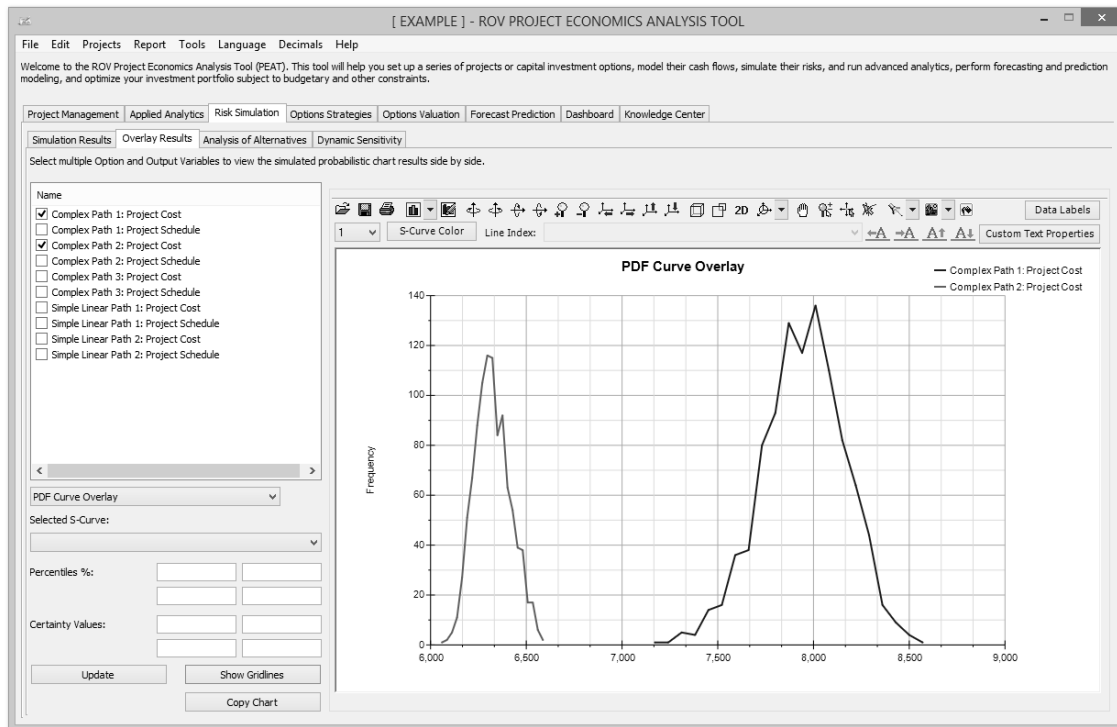 [ EXAMPLE ] - ROV PROJECT ECONOMICS ANALYSIS TOOL
File Edit Projects Report Tools Language Decimals Help
Welcome to the ROV Project Economics Analysis Tool (PEAT). This tool will help you set up a series of projects or capital investment options, model their cash flows, simulate their risks, and run advanced analytics, perform forecasting and prediction
modeling, and optimize your investment portfolio subject to budgetary and other constraints.
Project Management Applied Analytics Risk Simulation Options Strategies Options Valuation Forecast Prediction Dashboard Knowledge Center
Simulation Results Overlay Results Analysis of Alternatives Dynamic Sensitivity
Select multiple Option and Output Variables to view the simulated probabilistic chart results side by side.
Name
Complex Path 1: Project Cost
Complex Path 1: Project Schedule
Complex Path 2: Project Cost
Complex Path 2: Project Schedule
Complex Path 3: Project Cost
Complex Path 3: Project Schedule
Simple Linear Path 1: Project Cost
Simple Linear Path 1: Project Schedule
Simple Linear Path 2: Project Cost
Simple Linear Path 2: Project Schedule
PDF Curve Overlay
Selected S-Curve:
Percentiles %:
Certainty Values:
Update Show Gridlines
Copy Chart
2D Data Labels
1 S-Curve Color Line Index: A A A A Custom Text Properties
PDF Curve Overlay
Complex Path 1: Project Cost
Complex Path 2: Project Cost
Frequency
140
120
100
80
60
40
20
0
6,000 6,500 7,000 7,500 8,000 8,500 9,000